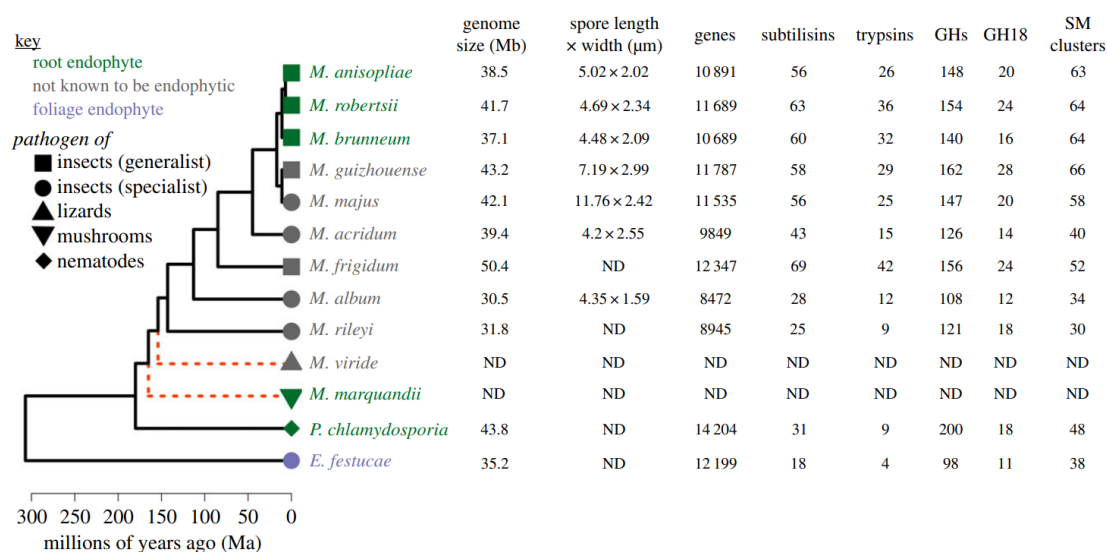 key
root endophyte
not known to be endophytic
foliage endophyte
pathogen of
insects (generalist)
insects (specialist)
lizards
mushrooms
nematodes
genome size (Mb) spore length × width (µm) genes subtilisins trypsins GHs GH18 SM clusters
M. anisopliae 38.5 5.02 × 2.02 10 891 56 26 148 20 63
M. robertsii 41.7 4.69 × 2.34 11 689 63 36 154 24 64
M. brunneum 37.1 4.48 × 2.09 10 689 60 32 140 16 64
M. guizhouense 43.2 7.19 × 2.99 11 787 58 29 162 28 66
M. majus 42.1 11.76 × 2.42 11 535 56 25 147 20 58
M. acridum 39.4 4.2 × 2.55 9849 43 15 126 14 40
M. frigidum 50.4 ND 12 347 69 42 156 24 52
M. album 30.5 4.35 × 1.59 8472 28 12 108 12 34
M. rileyi 31.8 ND 8945 25 9 121 18 30
M. viride ND ND ND ND ND ND ND ND
M. marquandii ND ND ND ND ND ND ND ND
P. chlamydosporia 43.8 ND 14 204 31 9 200 18 48
E. festucae 35.2 ND 12 199 18 4 98 11 38
300 250 200 150 100 50 0
millions of years ago (Ma)